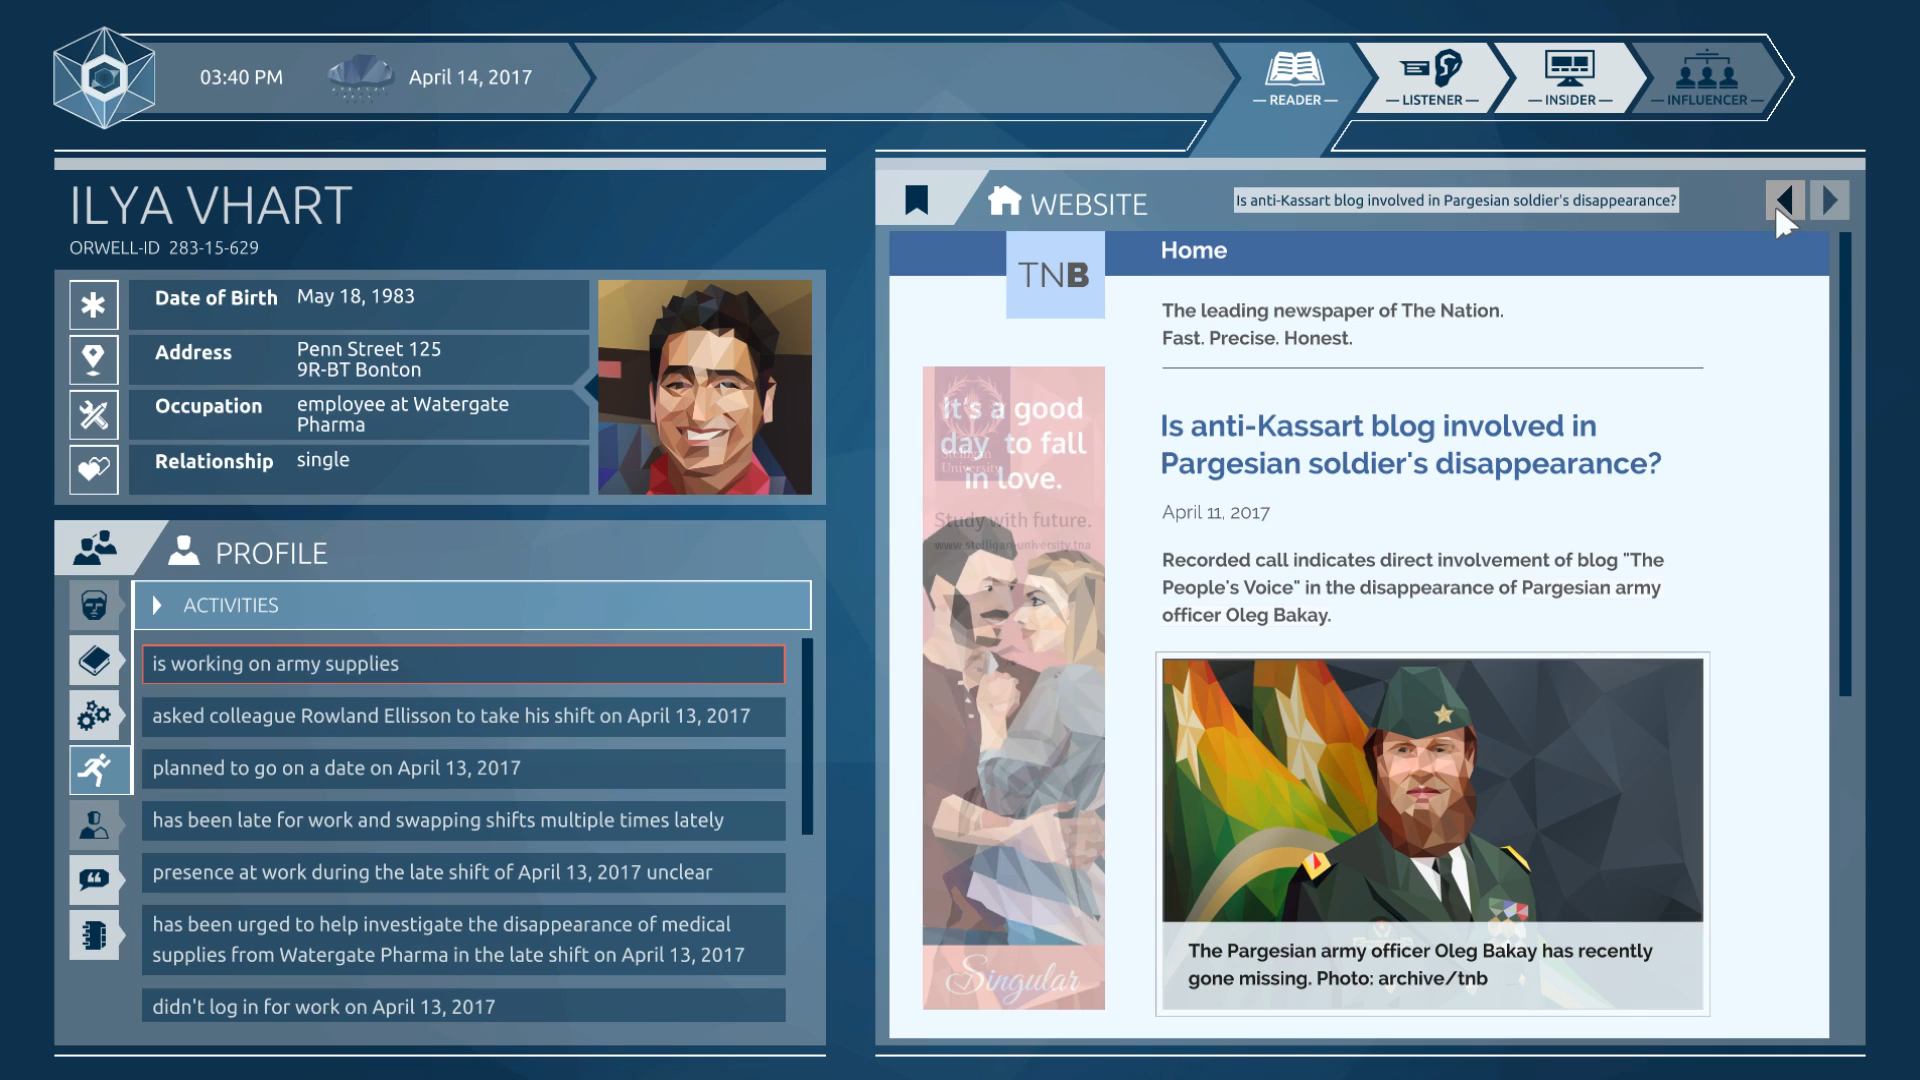 03:40 PM
April 14, 2017
READER
LISTENER
INSIDER
INFLUENCER
ILYA VHART
ORWELL-ID 283-15-629
Date of Birth May 18, 1983
Address Penn Street 125
9R-BT Bonton
Occupation employee at Watergate
Pharma
Relationship single
PROFILE
ACTIVITIES
is working on army supplies
asked colleague Rowland Ellisson to take his shift on April 13, 2017
planned to go on a date on April 13, 2017
has been late for work and swapping shifts multiple times lately
presence at work during the late shift of April 13, 2017 unclear
has been urged to help investigate the disappearance of medical
supplies from Watergate Pharma in the late shift on April 13, 2017
didn't log in for work on April 13, 2017
WEBSITE
Is anti-Kassart blog involved in Pargesian soldier's disappearance?
TNB
Home
The leading newspaper of The Nation.
Fast. Precise. Honest.
It's a good
day to fall
in love.
Stelligan
University
Study with future.
www.stelligan-university.tna
Singular
Is anti-Kassart blog involved in
Pargesian soldier's disappearance?
April 11, 2017
Recorded call indicates direct involvement of blog "The
People's Voice" in the disappearance of Pargesian army
officer Oleg Bakay.
The Pargesian army officer Oleg Bakay has recently
gone missing. Photo: archive/tnb